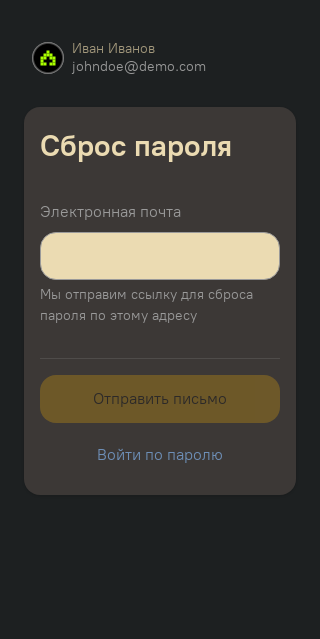 Иван Иванов
johndoe@demo.com
Сброс пароля
Электронная почта
Мы отправим ссылку для сброса
пароля по этому адресу
Отправить письмо
Войти по паролю